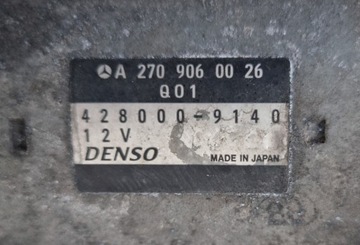 A 270 906 00 26
Q01
428000-9140
12V
DENSO MADE IN JAPAN